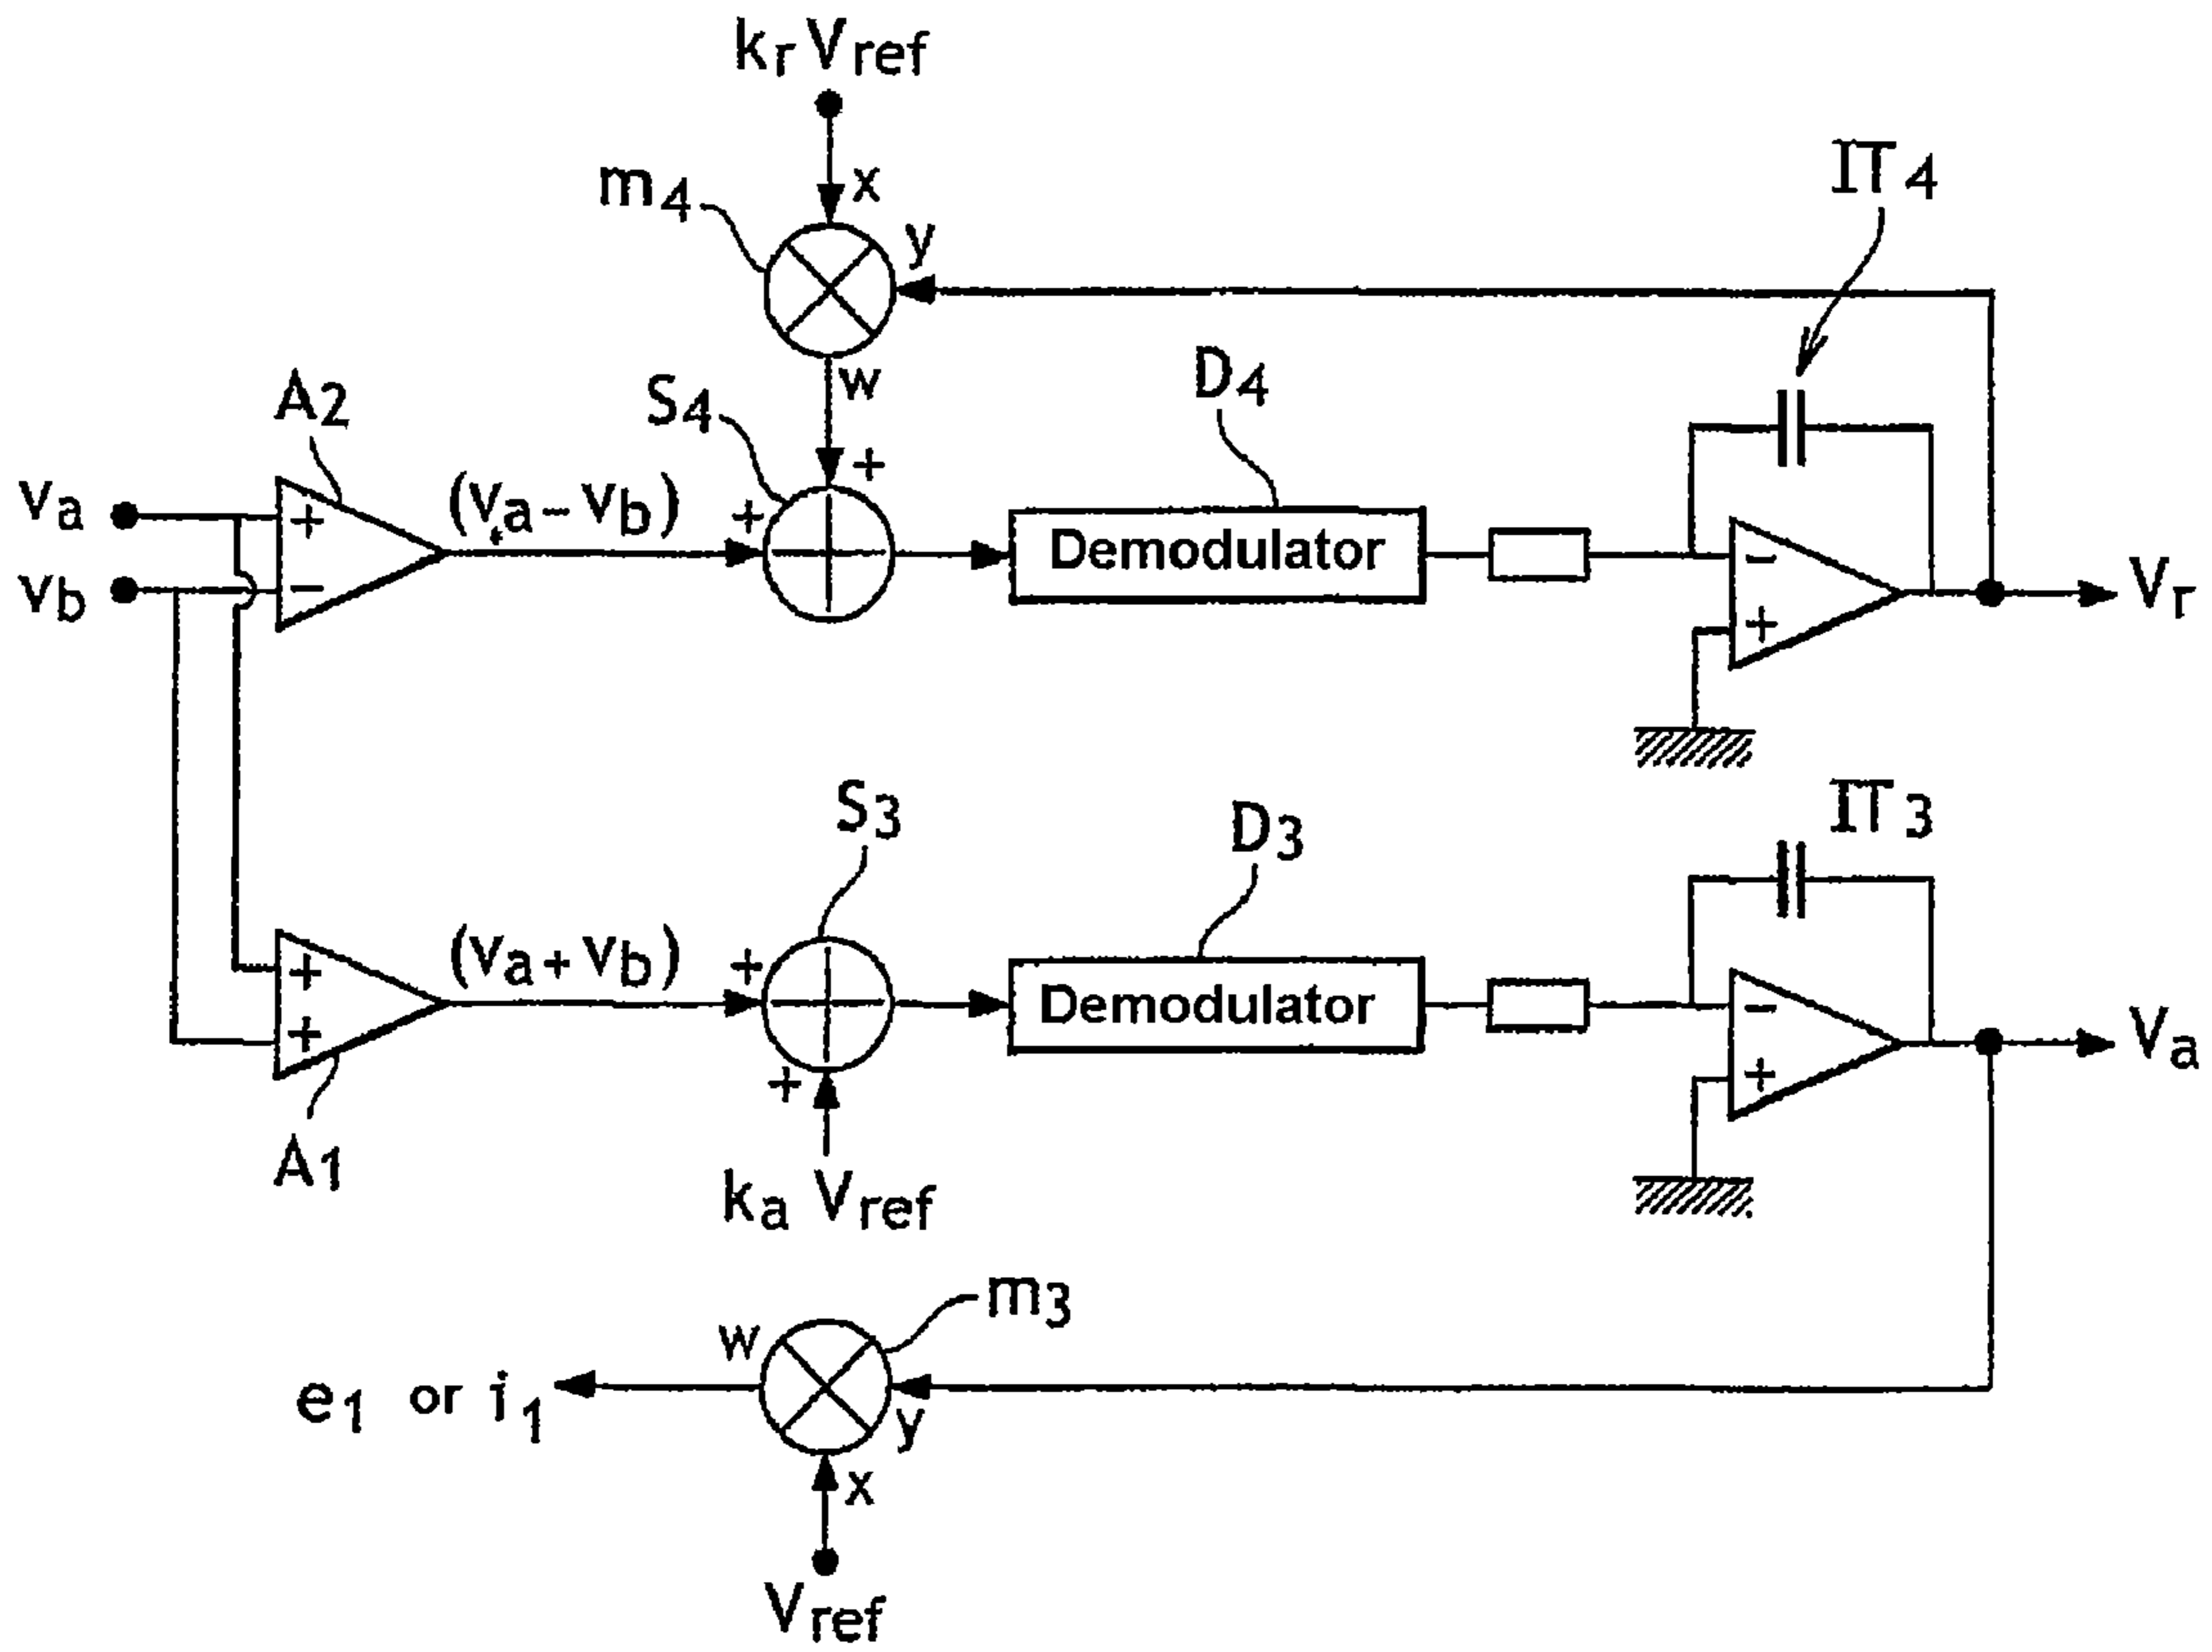 kr Vref
x
m4
y
IT4
w
D4
S4
A2
+
va
+
(va - vb)
+
Demodulator
−
vb
−
+
Vr
S3
IT3
D3
(va + vb)
+
+
Demodulator
−
+
+
+
Va
A1
ka Vref
m3
w
e1 or i1
y
x
Vref